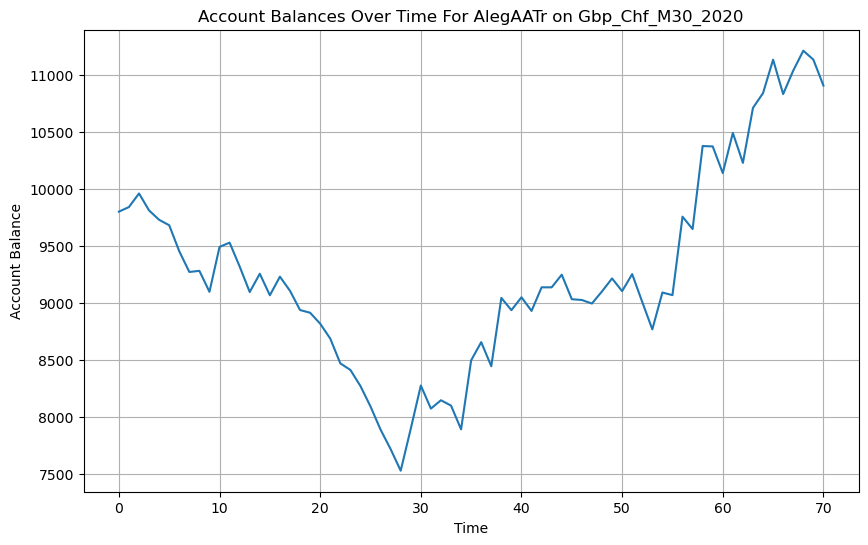 Account Balances Over Time For AlegAATr on Gbp_Chf_M30_2020
11000
10500
10000
9500
9000
8500
8000
7500
Account Balance
0 10 20 30 40 50 60 70
Time